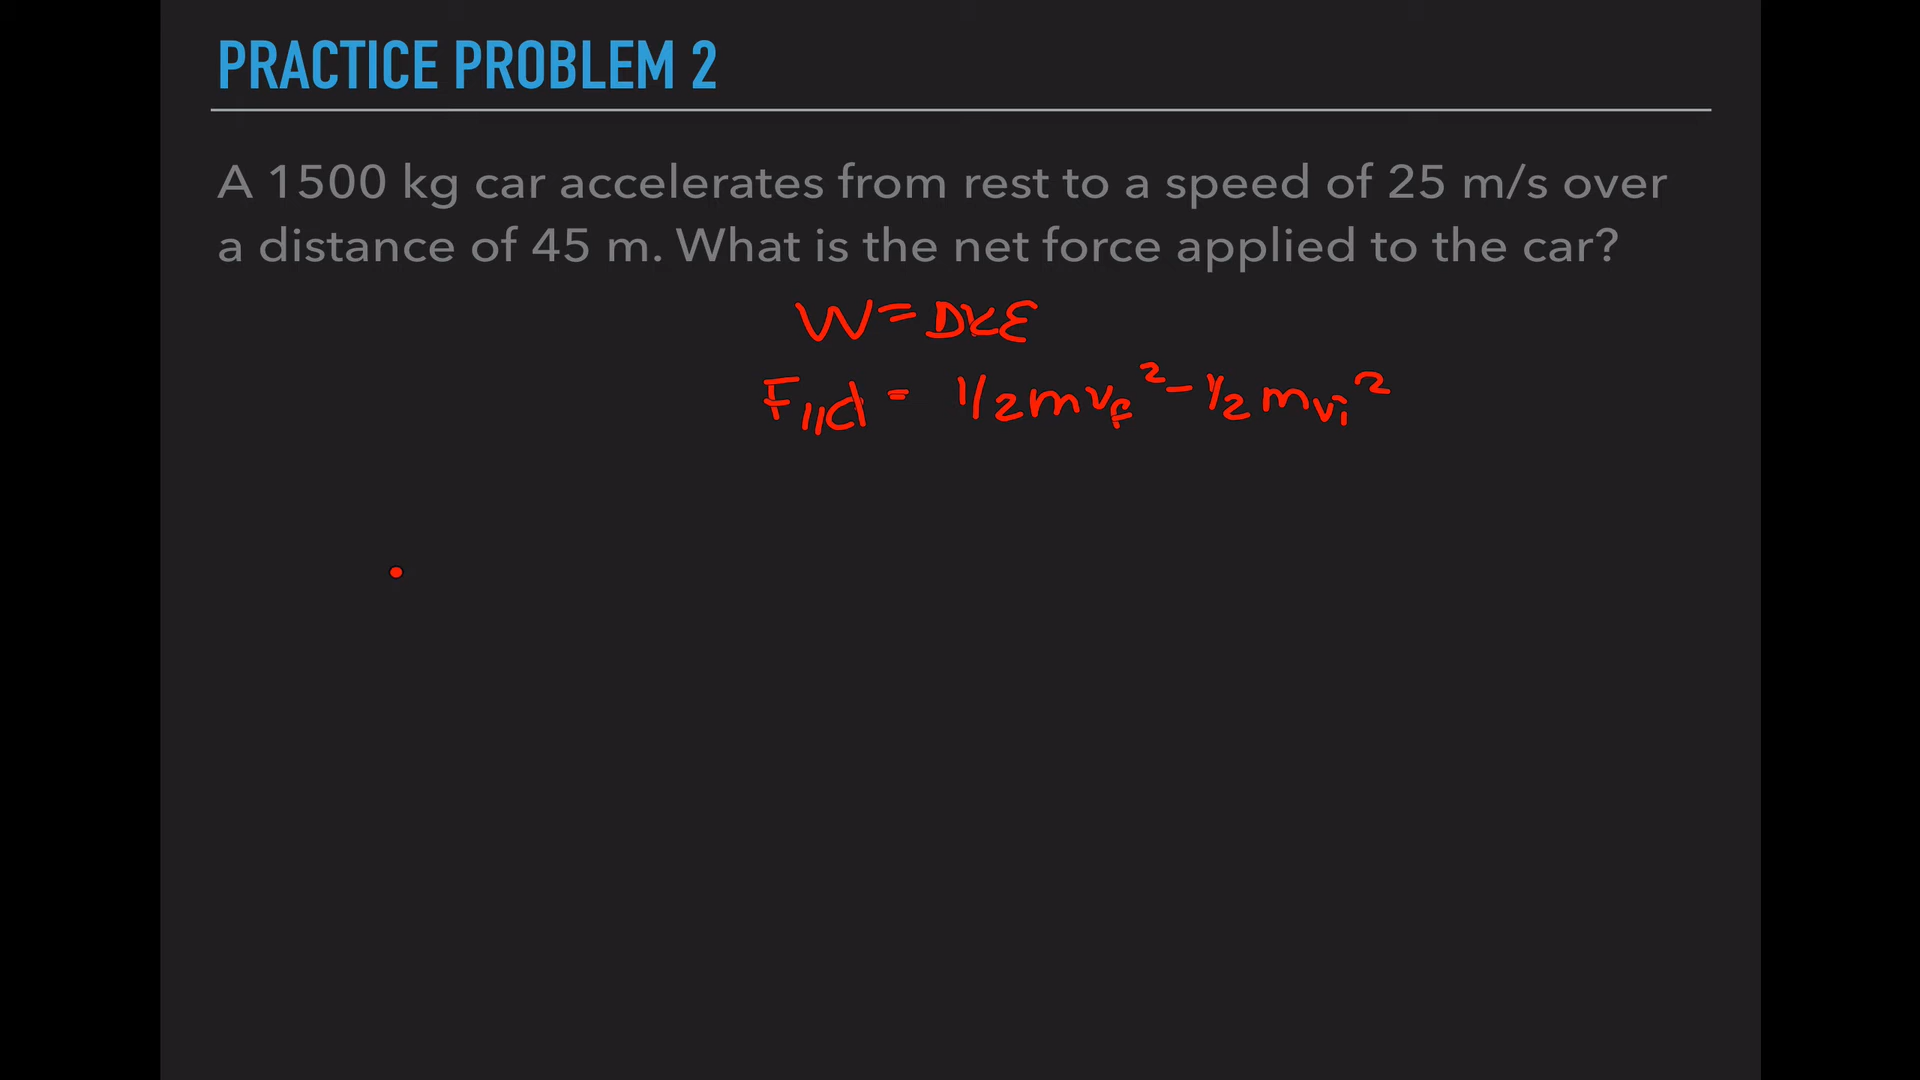 PRACTICE PROBLEM 2
A 1500 kg car accelerates from rest to a speed of 25 m/s over
a distance of 45 m. What is the net force applied to the car?
W = DKE
F||d = 1/2mvf² - 1/2mvi²